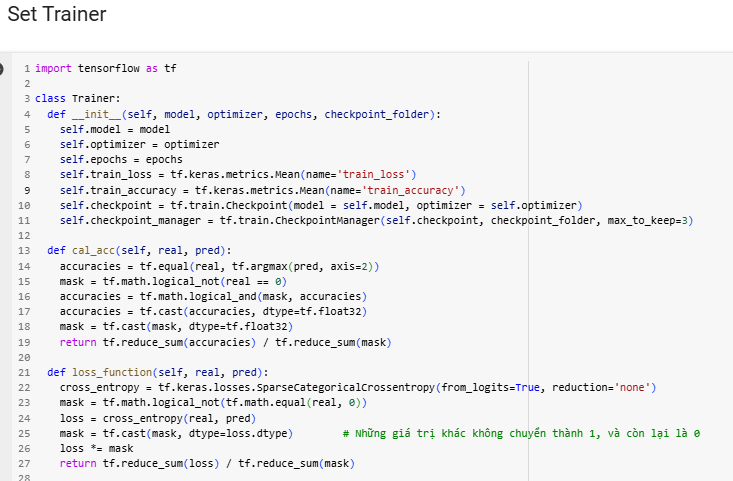 Set Trainer
1 import tensorflow as tf
2
3 class Trainer:
4   def __init__(self, model, optimizer, epochs, checkpoint_folder):
5     self.model = model
6     self.optimizer = optimizer
7     self.epochs = epochs
8     self.train_loss = tf.keras.metrics.Mean(name='train_loss')
9     self.train_accuracy = tf.keras.metrics.Mean(name='train_accuracy')
10     self.checkpoint = tf.train.Checkpoint(model = self.model, optimizer = self.optimizer)
11     self.checkpoint_manager = tf.train.CheckpointManager(self.checkpoint, checkpoint_folder, max_to_keep=3)
12
13   def cal_acc(self, real, pred):
14     accuracies = tf.equal(real, tf.argmax(pred, axis=2))
15     mask = tf.math.logical_not(real == 0)
16     accuracies = tf.math.logical_and(mask, accuracies)
17     accuracies = tf.cast(accuracies, dtype=tf.float32)
18     mask = tf.cast(mask, dtype=tf.float32)
19     return tf.reduce_sum(accuracies) / tf.reduce_sum(mask)
20
21   def loss_function(self, real, pred):
22     cross_entropy = tf.keras.losses.SparseCategoricalCrossentropy(from_logits=True, reduction='none')
23     mask = tf.math.logical_not(tf.math.equal(real, 0))
24     loss = cross_entropy(real, pred)
25     mask = tf.cast(mask, dtype=loss.dtype)        # Những giá trị khác không chuyển thành 1, và còn lại là 0
26     loss *= mask
27     return tf.reduce_sum(loss) / tf.reduce_sum(mask)
28